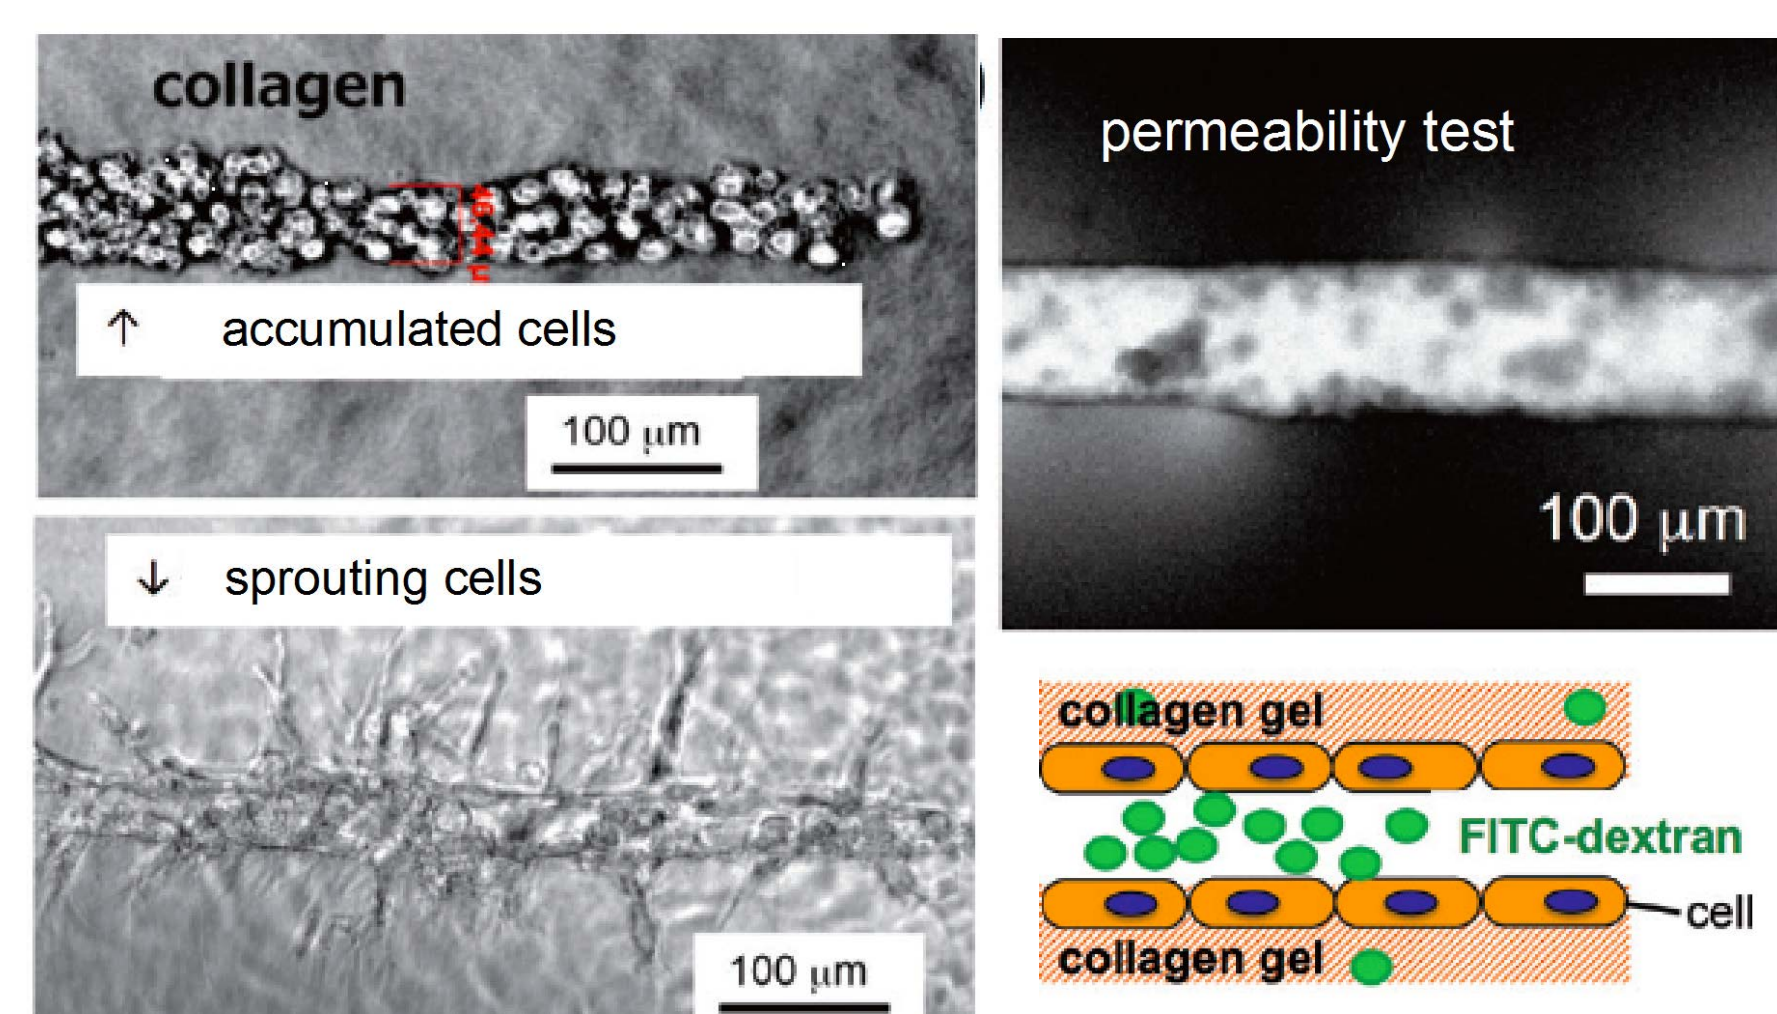 collagen
↑ accumulated cells
100 μm
↓ sprouting cells
100 μm
permeability test
100 μm
collagen gel
FITC-dextran
cell
collagen gel